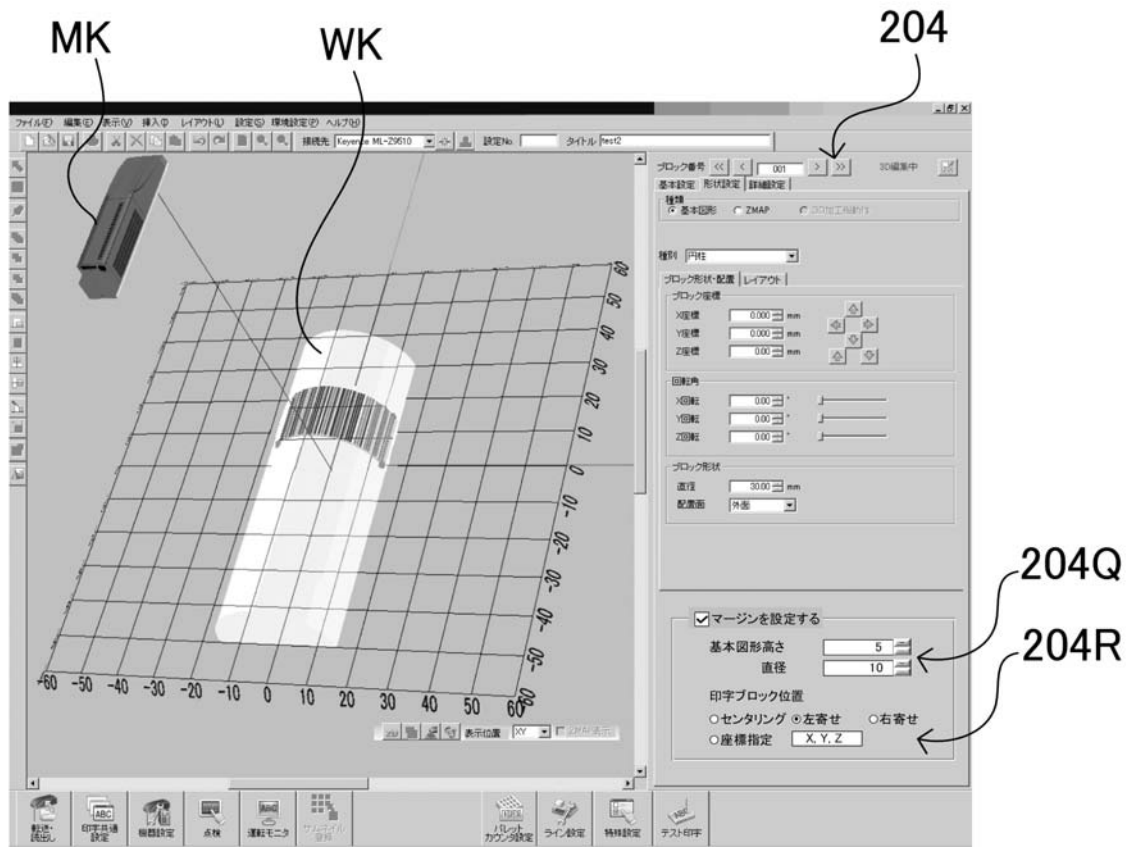 MK
WK
204
ファイル(F) 編集(E) 表示(V) 挿入(I) レイアウト(L) 設定(S) 環境設定(P) ヘルプ(H)
接続先 Keyence ML-Z9510 設定No. タイトル test2
ブロック番号 << < 001 > >> 3D編集中
基本設定 形状設定 詳細設定
種類
基本図形 ZMAP
種別 円柱
ブロック形状・配置 レイアウト
ブロック座標
X座標 0.000 mm
Y座標 0.000 mm
Z座標 0.00 mm
回転角
X回転 0.00 °
Y回転 0.00 °
Z回転 0.00 °
ブロック形状
直径 30.00 mm
配置面 外面
60
50
40
30
20
10
0
-10
-20
-30
-40
-50
-60
-60 -50 -40 -30 -20 -10 0 10 20 30 40 50 60
204Q
マージンを設定する
基本図形高さ 5
直径 10
204R
印字ブロック位置
センタリング 左寄せ 右寄せ
座標指定 X, Y, Z
表示位置 XY
転送・読出し
ABC
印字共通設定
機器設定
点検
ABC
運転モニタ
パレットカウンタ設定
ライン設定
特殊設定
ABC
テスト印字